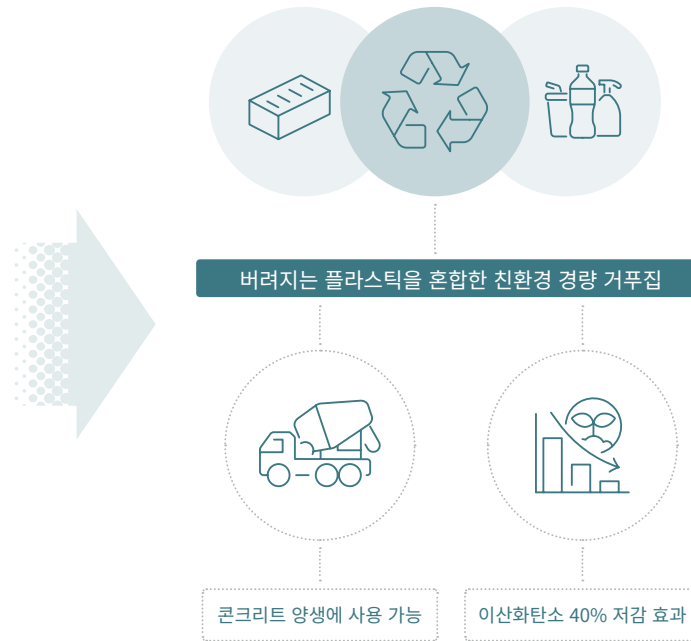 버려지는 플라스틱을 혼합한 친환경 경량 거푸집
콘크리트 양생에 사용 가능
이산화탄소 40% 저감 효과